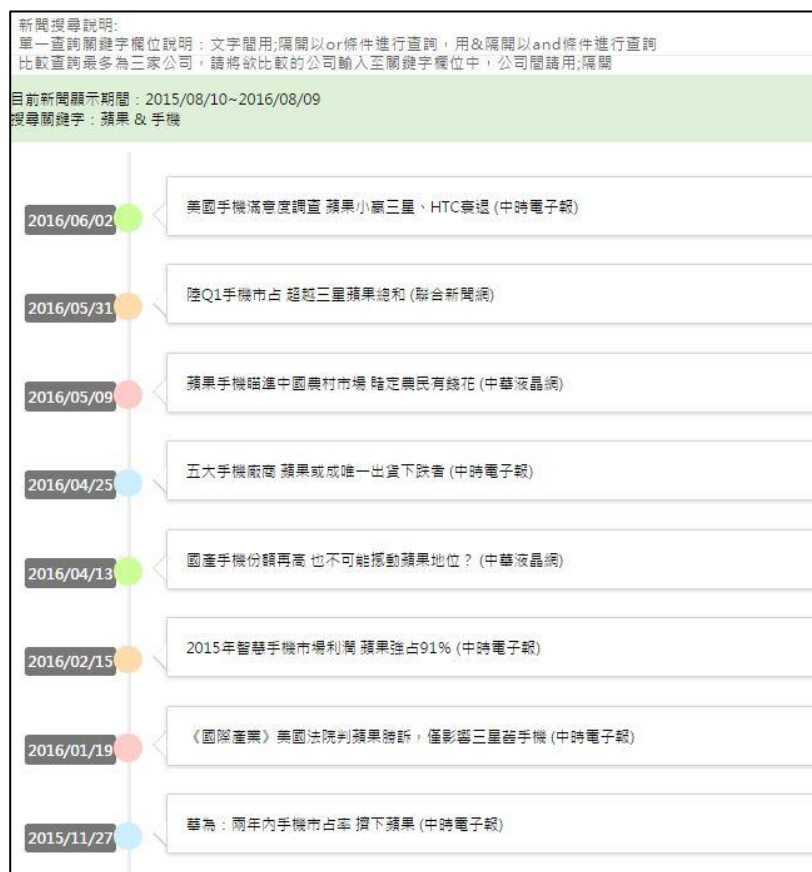 新聞搜尋說明:
單一查詢關鍵字欄位說明：文字間用;隔開以or條件進行查詢，用&隔開以and條件進行查詢
比較查詢最多為三家公司，請將欲比較的公司輸入至關鍵字欄位中，公司間請用;隔開
目前新聞顯示期間：2015/08/10~2016/08/09
搜尋關鍵字：蘋果 & 手機
2016/06/02 美國手機滿意度調查 蘋果小贏三星、HTC衰退 (中時電子報)
2016/05/31 陸Q1手機市占 超越三星蘋果總和 (聯合新聞網)
2016/05/09 蘋果手機瞄準中國農村市場 賭定農民有錢花 (中華液晶網)
2016/04/25 五大手機廠商 蘋果或成唯一出貨下跌者 (中時電子報)
2016/04/13 國產手機份額再高 也不可能撼動蘋果地位？ (中華液晶網)
2016/02/15 2015年智慧手機市場利潤 蘋果強占91% (中時電子報)
2016/01/19 《國際產業》美國法院判蘋果勝訴，僅影響三星舊手機 (中時電子報)
2015/11/27 華為：兩年內手機市占率 擠下蘋果 (中時電子報)